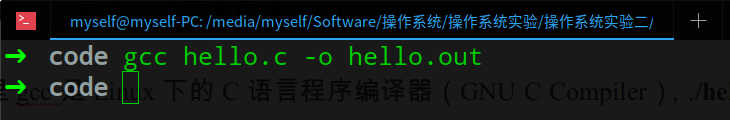 myself@myself-PC: /media/myself/Software/操作系统/操作系统实验/操作系统实验二/
➜ code gcc hello.c -o hello.out
➜ code
gcc 是 Linux 下的 C 语言程序编译器（GNU C Compiler），./he